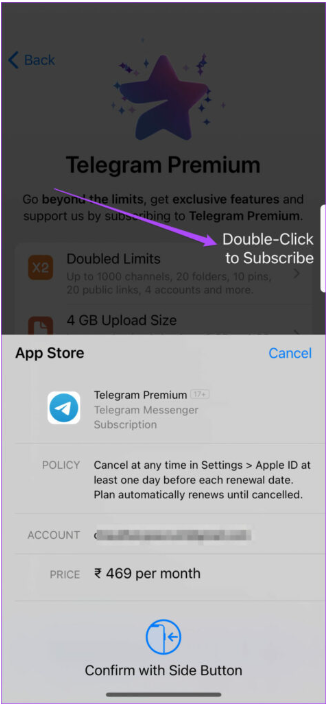 Back
Telegram Premium
Go beyond the limits, get exclusive features and
support us by subscribing to Telegram Premium.
Double-Click
to Subscribe
X2
Doubled Limits
Up to 1000 channels, 20 folders, 10 pins,
20 public links, 4 accounts and more.
4 GB Upload Size
App Store
Cancel
Telegram Premium 17+
Telegram Messenger
Subscription
POLICY
Cancel at any time in Settings > Apple ID at
least one day before each renewal date.
Plan automatically renews until cancelled.
ACCOUNT
PRICE
₹ 469 per month
Confirm with Side Button